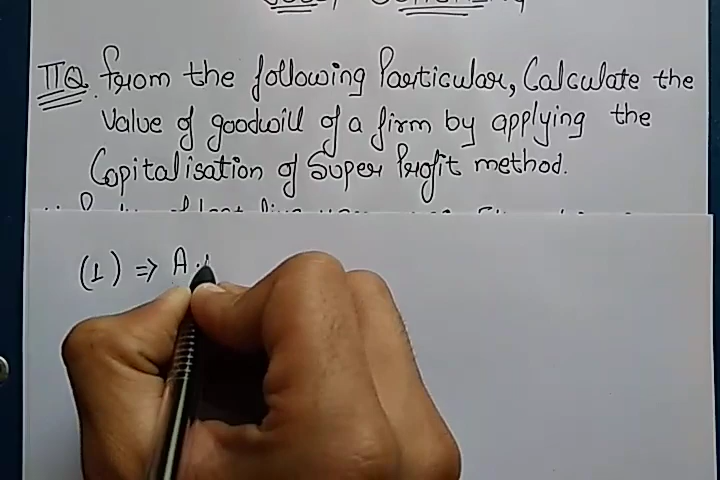 IIQ. From the following Particular, Calculate the
Value of goodwill of a firm by applying the
Capitalisation of Super Profit method.
(1) => A.